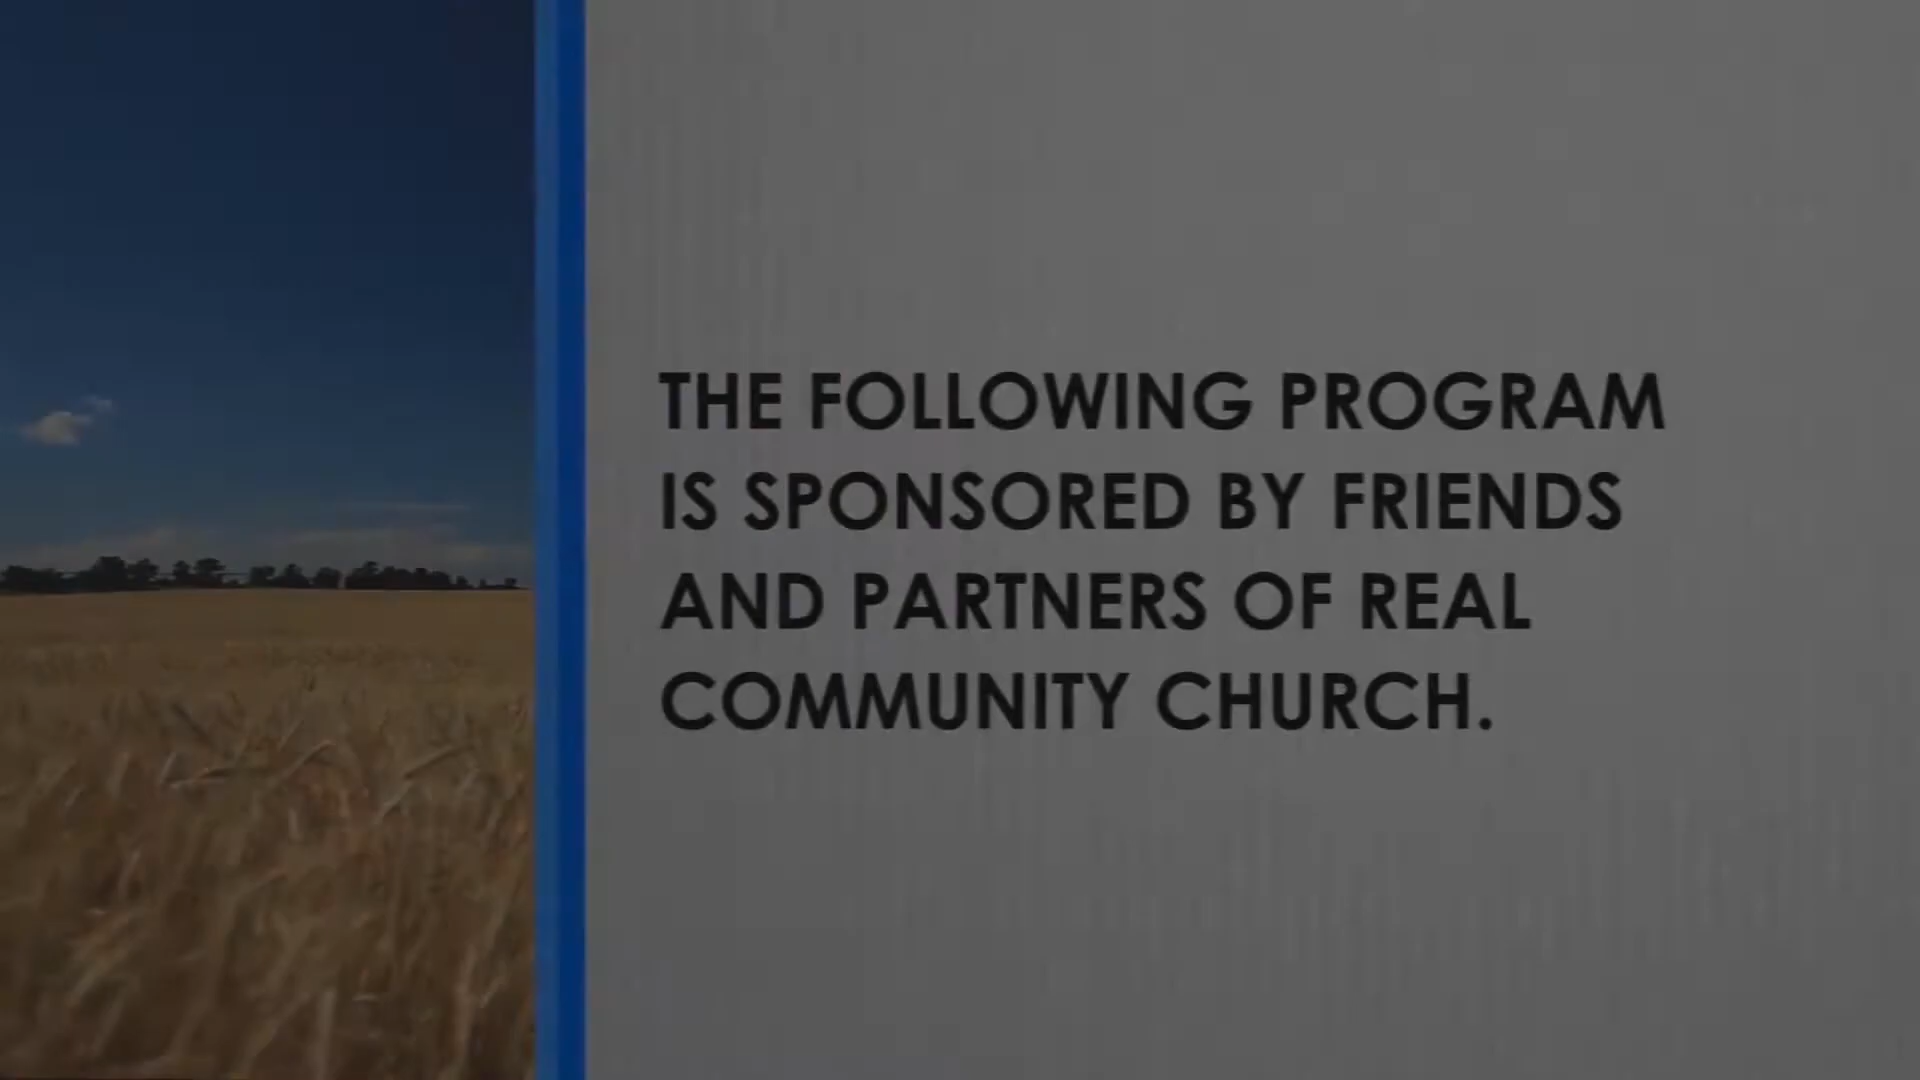 THE FOLLOWING PROGRAM
IS SPONSORED BY FRIENDS
AND PARTNERS OF REAL
COMMUNITY CHURCH.